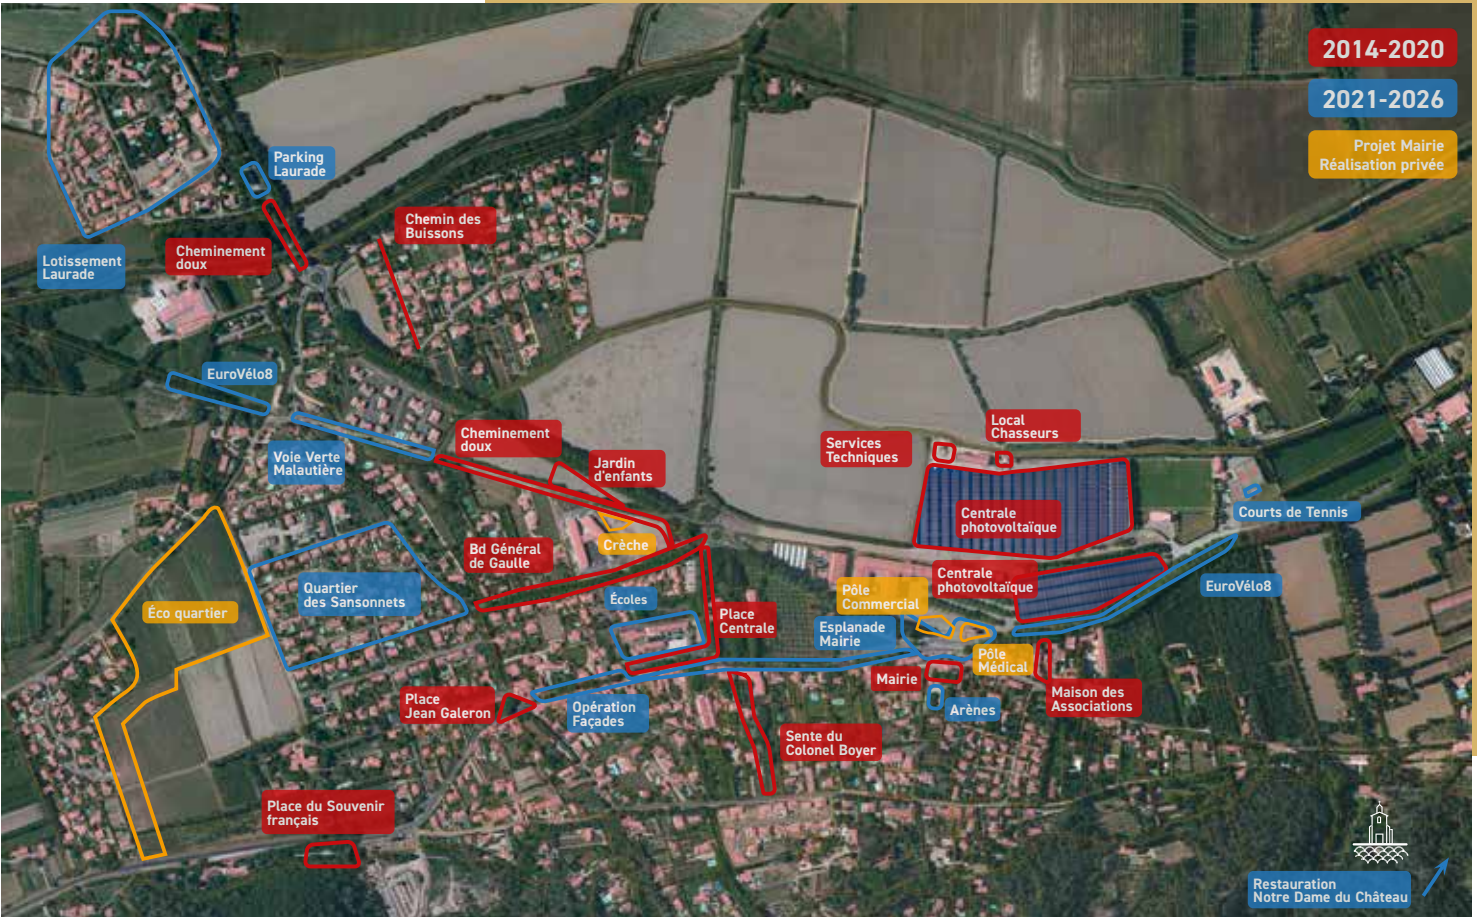 2014-2020
2021-2026
Projet Mairie
Réalisation privée
Parking
Laurade
Chemin des
Buissons
Cheminement
doux
Lotissement
Laurade
EuroVélo8
Voie Verte
Malautière
Cheminement
doux
Jardin
d'enfants
Services
Techniques
Local
Chasseurs
Centrale
photovoltaïque
Courts de Tennis
Crèche
Bd Général
de Gaulle
Centrale
photovoltaïque
EuroVélo8
Quartier
des Sansonnets
Écoles
Pôle
Commercial
Éco quartier
Place
Centrale
Esplanade
Mairie
Pôle
Médical
Mairie
Maison des
Associations
Place
Jean Galeron
Opération
Façades
Arènes
Sente du
Colonel Boyer
Place du Souvenir
français
Restauration
Notre Dame du Château